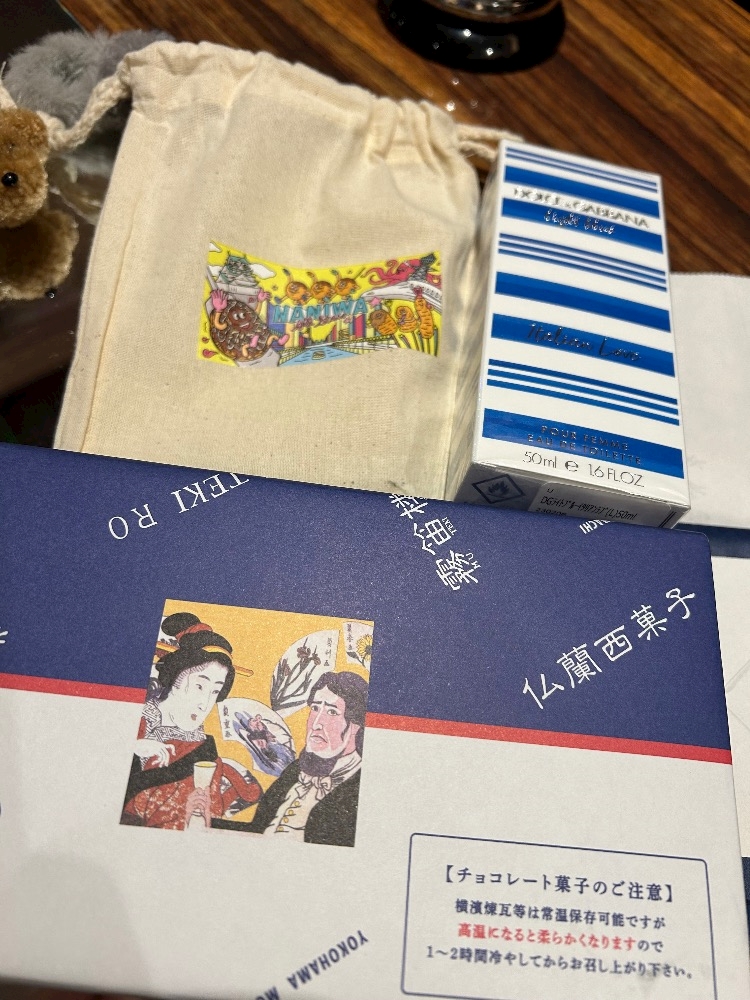 HANIWA
DOLCE & GABBANA
Light Blue
Italian Love
POUR FEMME
EAU DE TOILETTE
50ml e 1.6 FL.OZ
TEKI RO
霧笛楼
仏蘭西菓子
【チョコレート菓子のご注意】
横濱煉瓦等は常温保存可能ですが
高温になると柔らかくなりますので
1〜2時間冷やしてからお召し上がり下さい。
YOKOHAMA MO